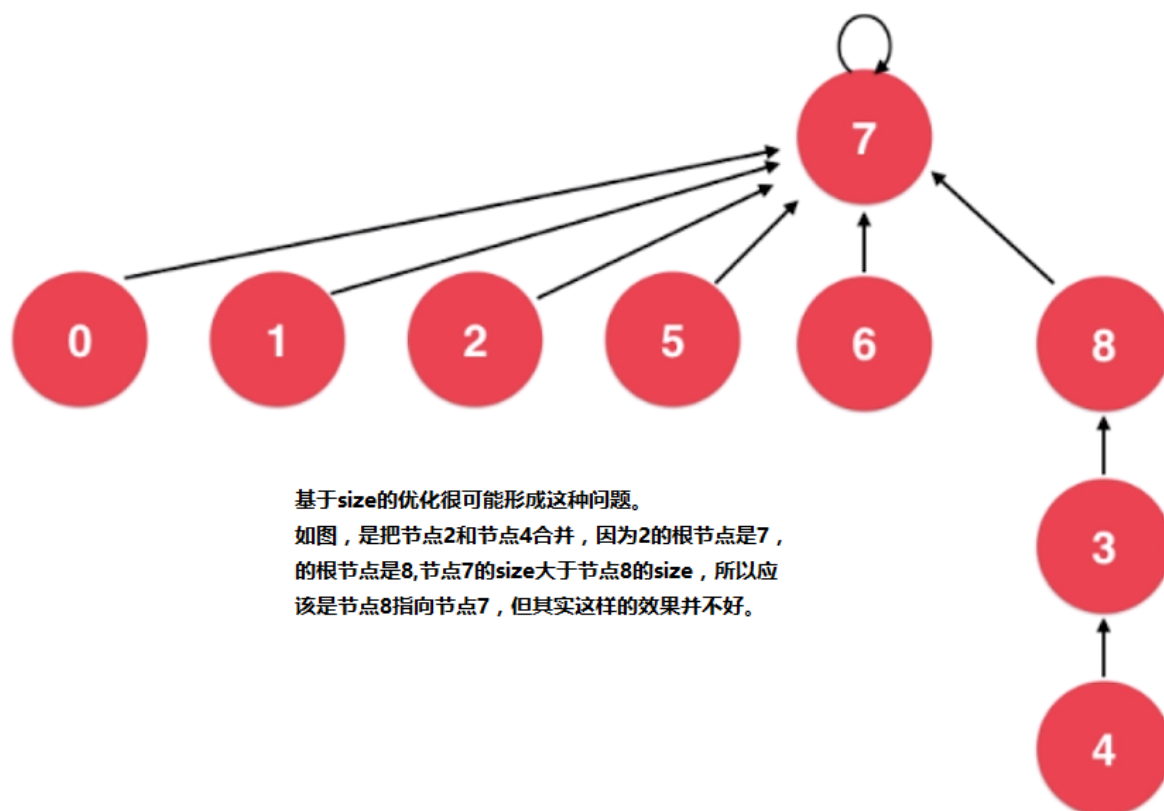 7
0 1 2 5 6 8
基于size的优化很可能形成这种问题。
如图，是把节点2和节点4合并，因为2的根节点是7，
的根节点是8,节点7的size大于节点8的size，所以应
该是节点8指向节点7，但其实这样的效果并不好。
3
4